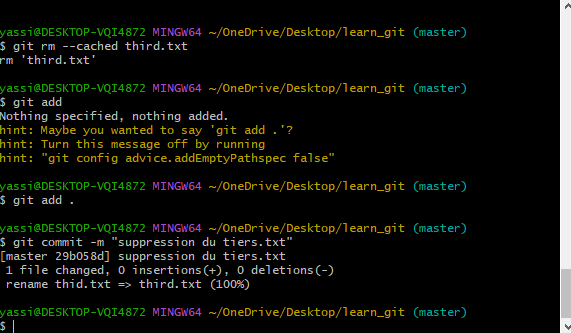 yassi@DESKTOP-VQI4872 MINGW64 ~/OneDrive/Desktop/learn_git (master)
$ git rm --cached third.txt
rm 'third.txt'
yassi@DESKTOP-VQI4872 MINGW64 ~/OneDrive/Desktop/learn_git (master)
$ git add
Nothing specified, nothing added.
hint: Maybe you wanted to say 'git add .'?
hint: Turn this message off by running
hint: "git config advice.addEmptyPathspec false"
yassi@DESKTOP-VQI4872 MINGW64 ~/OneDrive/Desktop/learn_git (master)
$ git add .
yassi@DESKTOP-VQI4872 MINGW64 ~/OneDrive/Desktop/learn_git (master)
$ git commit -m "suppression du tiers.txt"
[master 29b058d] suppression du tiers.txt
1 file changed, 0 insertions(+), 0 deletions(-)
rename thid.txt => third.txt (100%)
yassi@DESKTOP-VQI4872 MINGW64 ~/OneDrive/Desktop/learn_git (master)
$